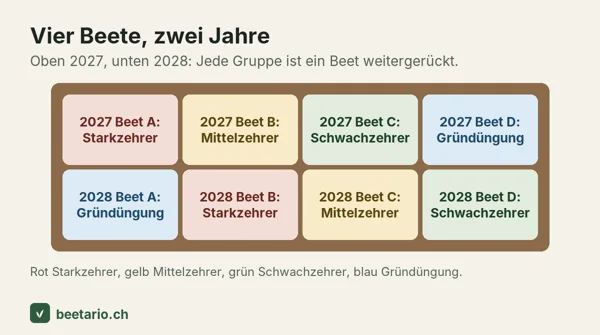 Vier Beete, zwei Jahre
Oben 2027, unten 2028: Jede Gruppe ist ein Beet weitergerückt.
2027 Beet A:
Starkzehrer
2027 Beet B:
Mittelzehrer
2027 Beet C:
Schwachzehrer
2027 Beet D:
Gründüngung
2028 Beet A:
Gründüngung
2028 Beet B:
Starkzehrer
2028 Beet C:
Mittelzehrer
2028 Beet D:
Schwachzehrer
Rot Starkzehrer, gelb Mittelzehrer, grün Schwachzehrer, blau Gründüngung.
beetario.ch